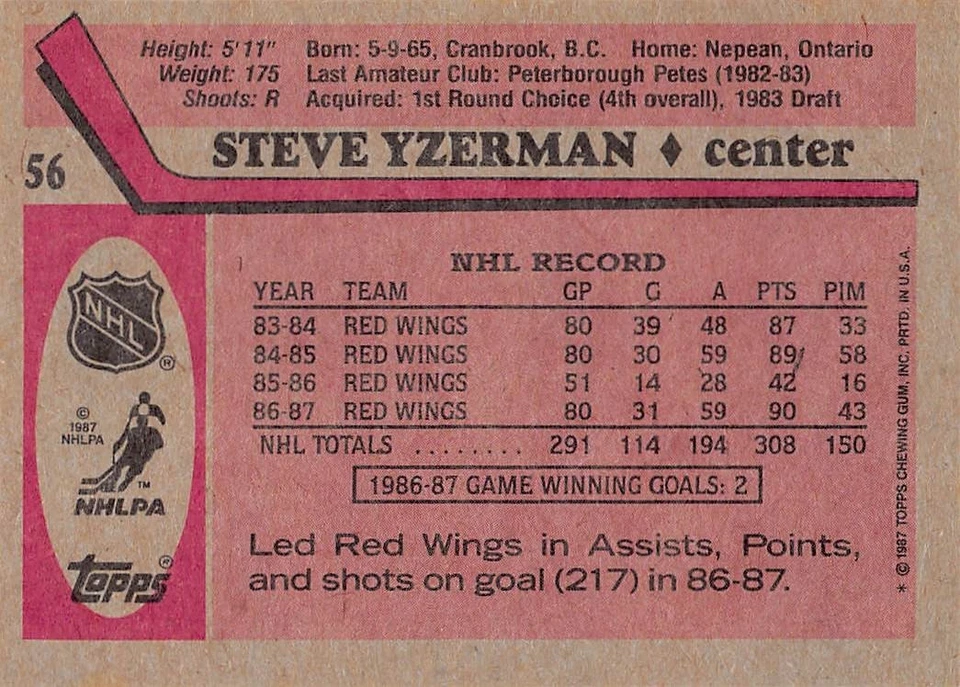 Height: 5'11" Born: 5-9-65, Cranbrook, B.C. Home: Nepean, Ontario
Weight: 175 Last Amateur Club: Peterborough Petes (1982-83)
Shoots: R Acquired: 1st Round Choice (4th overall), 1983 Draft
56 STEVE YZERMAN ♦ center
NHL
®
©
1987
NHLPA
TM
NHLPA
topps®
NHL RECORD
YEAR TEAM GP G A PTS PIM
83-84 RED WINGS 80 39 48 87 33
84-85 RED WINGS 80 30 59 89 58
85-86 RED WINGS 51 14 28 42 16
86-87 RED WINGS 80 31 59 90 43
NHL TOTALS ........ 291 114 194 308 150
1986-87 GAME WINNING GOALS: 2
Led Red Wings in Assists, Points,
and shots on goal (217) in 86-87.
* © 1987 TOPPS CHEWING GUM, INC. PRTD. IN U.S.A.